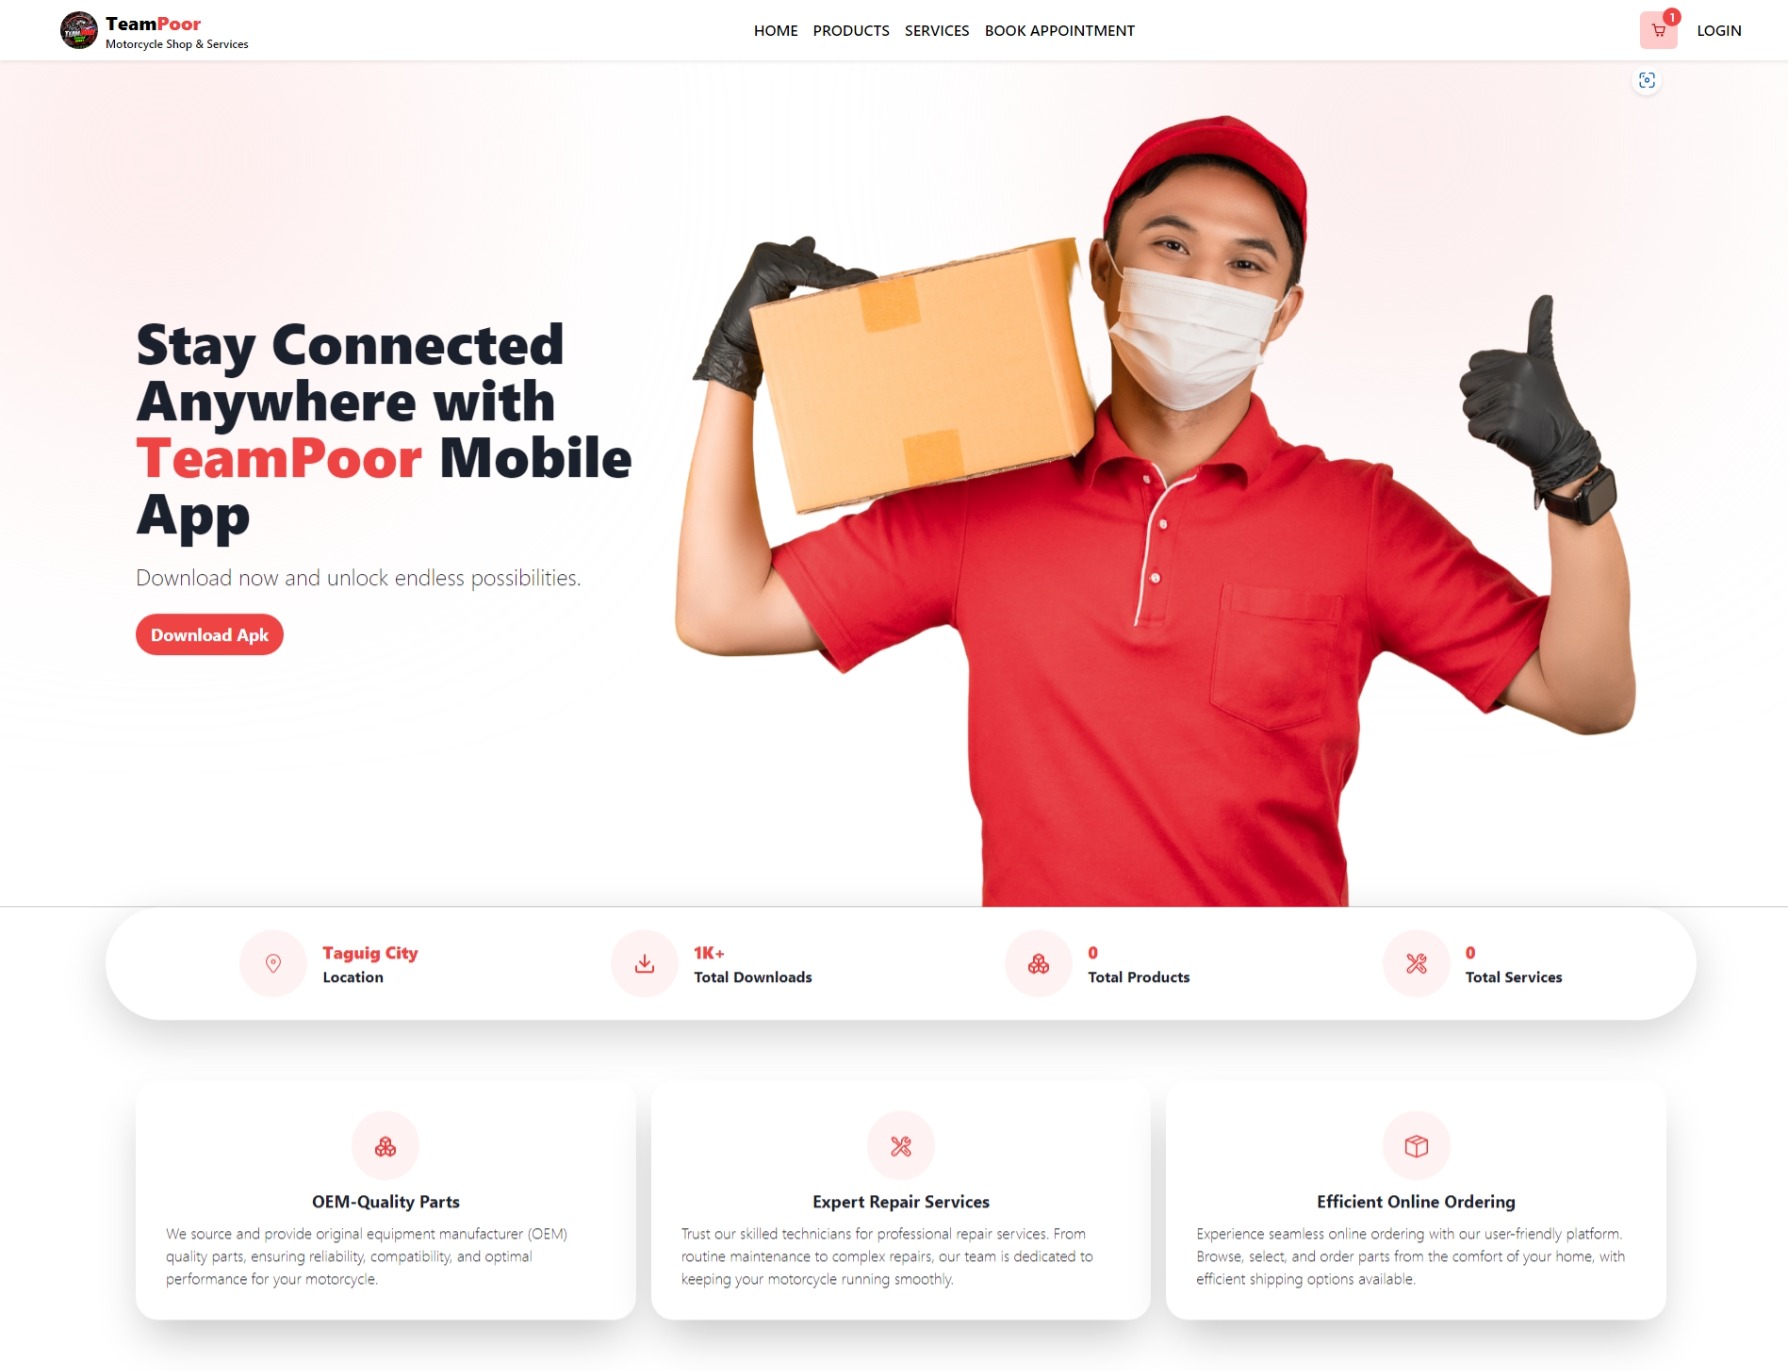 TeamPoor
Motorcycle Shop & Services
HOME PRODUCTS SERVICES BOOK APPOINTMENT
1
LOGIN
Stay Connected
Anywhere with
TeamPoor Mobile
App
Download now and unlock endless possibilities.
Download Apk
Taguig City
Location
1K+
Total Downloads
0
Total Products
0
Total Services
OEM-Quality Parts
We source and provide original equipment manufacturer (OEM)
quality parts, ensuring reliability, compatibility, and optimal
performance for your motorcycle.
Expert Repair Services
Trust our skilled technicians for professional repair services. From
routine maintenance to complex repairs, our team is dedicated to
keeping your motorcycle running smoothly.
Efficient Online Ordering
Experience seamless online ordering with our user-friendly platform.
Browse, select, and order parts from the comfort of your home, with
efficient shipping options available.